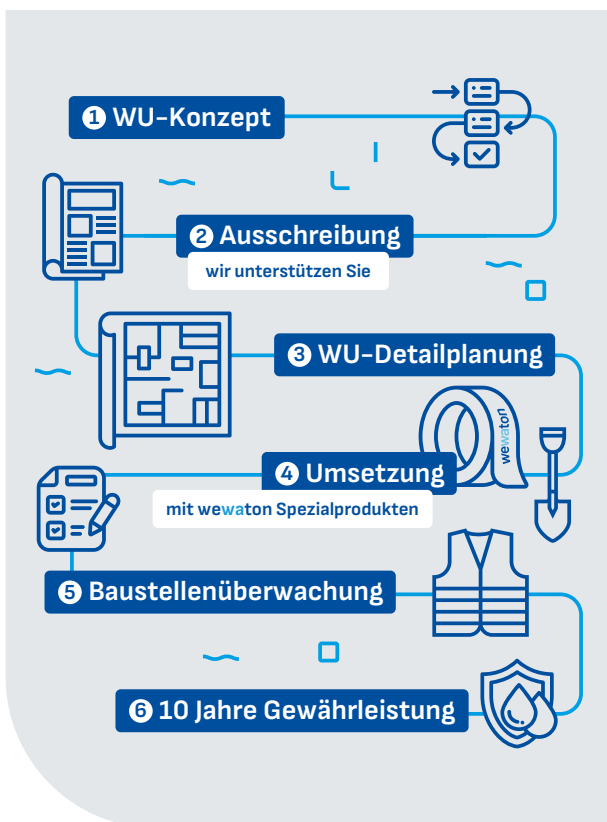 1 WU-Konzept
2 Ausschreibung
wir unterstützen Sie
3 WU-Detailplanung
wewaton
4 Umsetzung
mit wewaton Spezialprodukten
5 Baustellenüberwachung
6 10 Jahre Gewährleistung